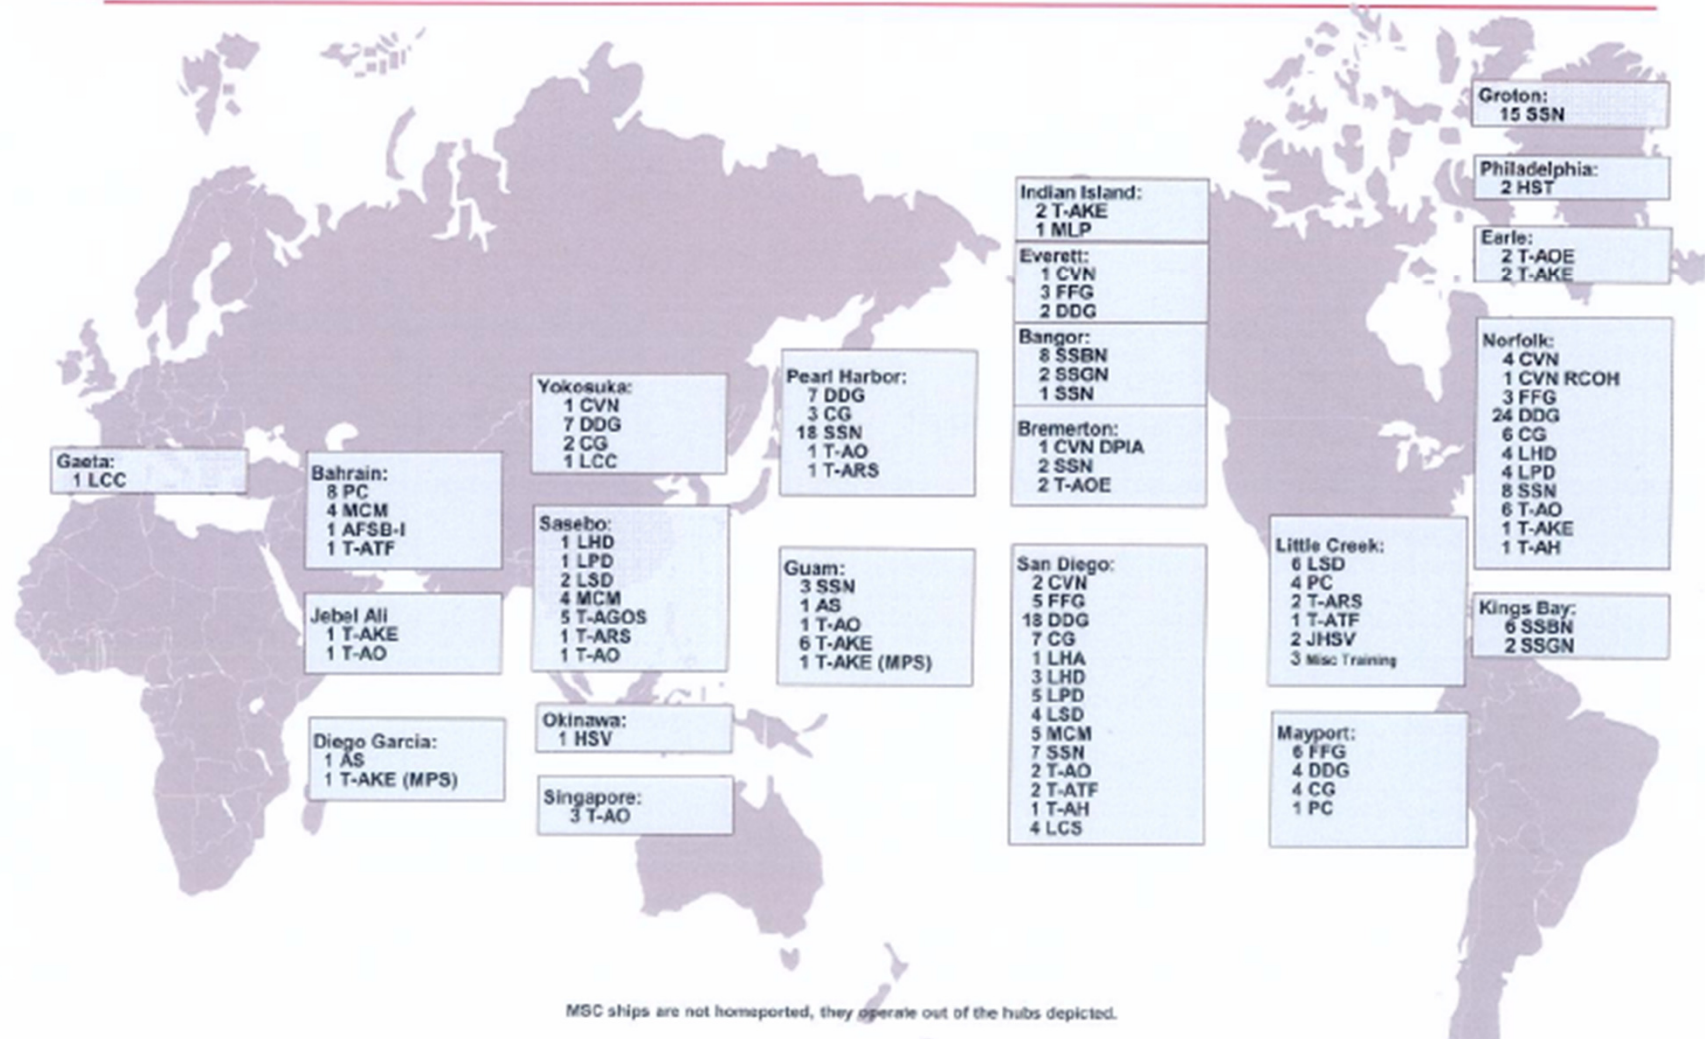 Gaeta:
1 LCC
Bahrain:
8 PC
4 MCM
1 AFSB-I
1 T-ATF
Jebel Ali
1 T-AKE
1 T-AO
Diego Garcia:
1 AS
1 T-AKE (MPS)
Yokosuka:
1 CVN
7 DDG
2 CG
1 LCC
Sasebo:
1 LHD
1 LPD
2 LSD
4 MCM
5 T-AGOS
1 T-ARS
1 T-AO
Okinawa:
1 HSV
Singapore:
3 T-AO
Pearl Harbor:
7 DDG
3 CG
18 SSN
1 T-AO
1 T-ARS
Guam:
3 SSN
1 AS
1 T-AO
6 T-AKE
1 T-AKE (MPS)
Indian Island:
2 T-AKE
1 MLP
Everett:
1 CVN
3 FFG
2 DDG
Bangor:
8 SSBN
2 SSGN
1 SSN
Bremerton:
1 CVN DPIA
2 SSN
2 T-AOE
San Diego:
2 CVN
5 FFG
18 DDG
7 CG
1 LHA
3 LHD
5 LPD
4 LSD
5 MCM
7 SSN
2 T-AO
2 T-ATF
1 T-AH
4 LCS
Groton:
15 SSN
Philadelphia:
2 HST
Earle:
2 T-AOE
2 T-AKE
Norfolk:
4 CVN
1 CVN RCOH
3 FFG
24 DDG
6 CG
4 LHD
4 LPD
8 SSN
6 T-AO
1 T-AKE
1 T-AH
Little Creek:
6 LSD
4 PC
2 T-ARS
1 T-ATF
2 JHSV
3 Misc Training
Kings Bay:
6 SSBN
2 SSGN
Mayport:
6 FFG
4 DDG
4 CG
1 PC
MSC ships are not homeported, they operate out of the hubs depicted.